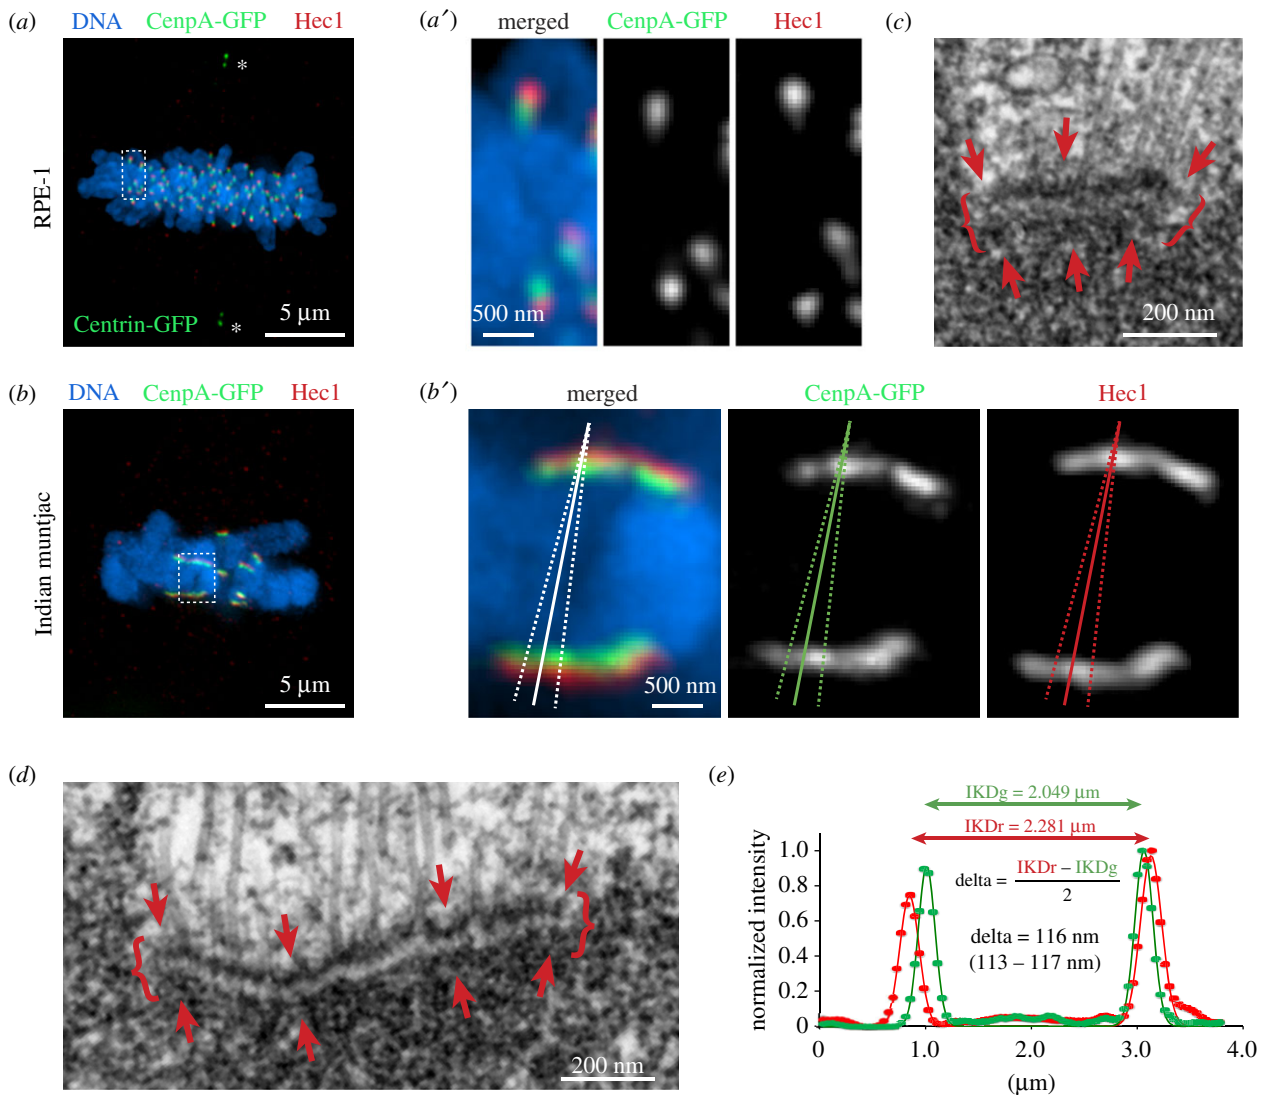 (a) DNA CenpA-GFP Hec1
RPE-1
*
Centrin-GFP *
5 µm
(a′) merged CenpA-GFP Hec1
500 nm
(c)
200 nm
(b) DNA CenpA-GFP Hec1
Indian muntjac
5 µm
(b′) merged CenpA-GFP Hec1
500 nm
(d)
200 nm
(e)
IKDg = 2.049 µm
IKDr = 2.281 µm
delta = IKDr – IKDg
2
delta = 116 nm
(113 – 117 nm)
normalized intensity
1.0
0.8
0.6
0.4
0.2
0
0 1.0 2.0 3.0 4.0
(µm)